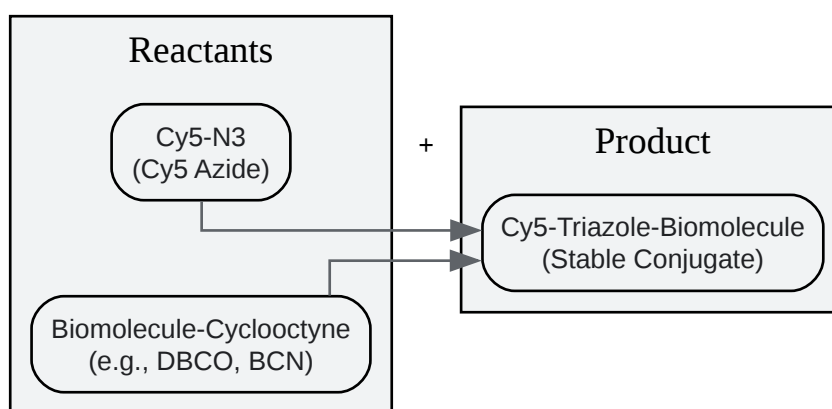 Reactants
Cy5-N3
(Cy5 Azide)
Biomolecule-Cyclooctyne
(e.g., DBCO, BCN)
+
Product
Cy5-Triazole-Biomolecule
(Stable Conjugate)